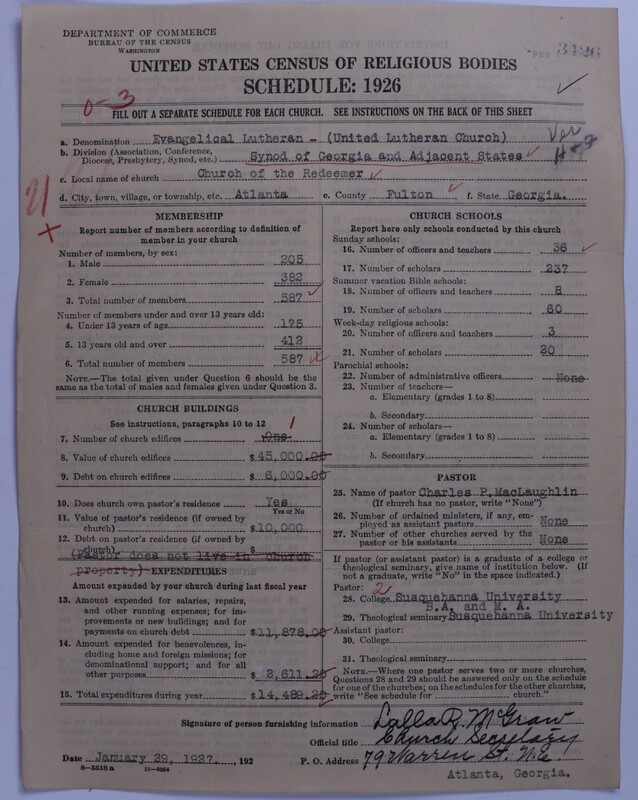 DEPARTMENT OF COMMERCE
BUREAU OF THE CENSUS
WASHINGTON
UNITED STATES CENSUS OF RELIGIOUS BODIES
SCHEDULE: 1926
0-3
FILL OUT A SEPARATE SCHEDULE FOR EACH CHURCH. SEE INSTRUCTIONS ON THE BACK OF THIS SHEET
a. Denomination Evangelical Lutheran - (United Lutheran Church)
b. Division (Association, Conference, Diocese, Presbytery, Synod, etc.) Synod of Georgia and Adjacent States
c. Local name of church Church of the Redeemer
d. City, town, village, or township, etc. Atlanta e. County Fulton f. State Georgia.
21
MEMBERSHIP
Report number of members according to definition of member in your church
Number of members, by sex:
1. Male 205
2. Female 382
3. Total number of members 587
Number of members under and over 13 years old:
4. Under 13 years of age 175
5. 13 years old and over 412
6. Total number of members 587
NOTE.—The total given under Question 6 should be the same as the total of males and females given under Question 3.
CHURCH BUILDINGS
See instructions, paragraphs 10 to 12
7. Number of church edifices One 1
8. Value of church edifices $45,000.00
9. Debt on church edifices $ 6,000.00
10. Does church own pastor's residence Yes
Yes or No
11. Value of pastor's residence (if owned by church) $10,000
12. Debt on pastor's residence (if owned by church) $
(Pastor does not live in Church property)
EXPENDITURES
Amount expended by your church during last fiscal year
13. Amount expended for salaries, repairs, and other running expenses; for improvements or new buildings; and for payments on church debt $11,878.00
14. Amount expended for benevolences, including home and foreign missions; for denominational support; and for all other purposes $ 2,611.25
15. Total expenditures during year $14,489.25
CHURCH SCHOOLS
Report here only schools conducted by this church
Sunday schools:
16. Number of officers and teachers 36
17. Number of scholars 237
Summer vacation Bible schools:
18. Number of officers and teachers 8
19. Number of scholars 60
Week-day religious schools:
20. Number of officers and teachers 3
21. Number of scholars 20
Parochial schools:
22. Number of administrative officers None
23. Number of teachers—
a. Elementary (grades 1 to 8)
b. Secondary
24. Number of scholars—
a. Elementary (grades 1 to 8)
b. Secondary
PASTOR
25. Name of pastor Charles P. MacLaughlin
(If church has no pastor, write "None")
26. Number of ordained ministers, if any, employed as assistant pastors None
27. Number of other churches served by the pastor or his assistants None
If pastor (or assistant pastor) is a graduate of a college or theological seminary, give name of institution below. (If not a graduate, write "No" in the space indicated.)
Pastor: 2
28. College Susquehanna University
B.A. and M. A.
29. Theological seminary Susquehanna University
Assistant pastor:
30. College
31. Theological seminary
NOTE.—Where one pastor serves two or more churches, Questions 28 and 29 should be answered only on the schedule for one of the churches; on the schedules for the other churches, write "See schedule for church."
Signature of person furnishing information Lulla R. McGraw
Official title Church Secretary
Date January 29, 1927. , 192 P. O. Address 79 Warren St. N.E.
8-5518a 11-9054
Atlanta, Georgia.